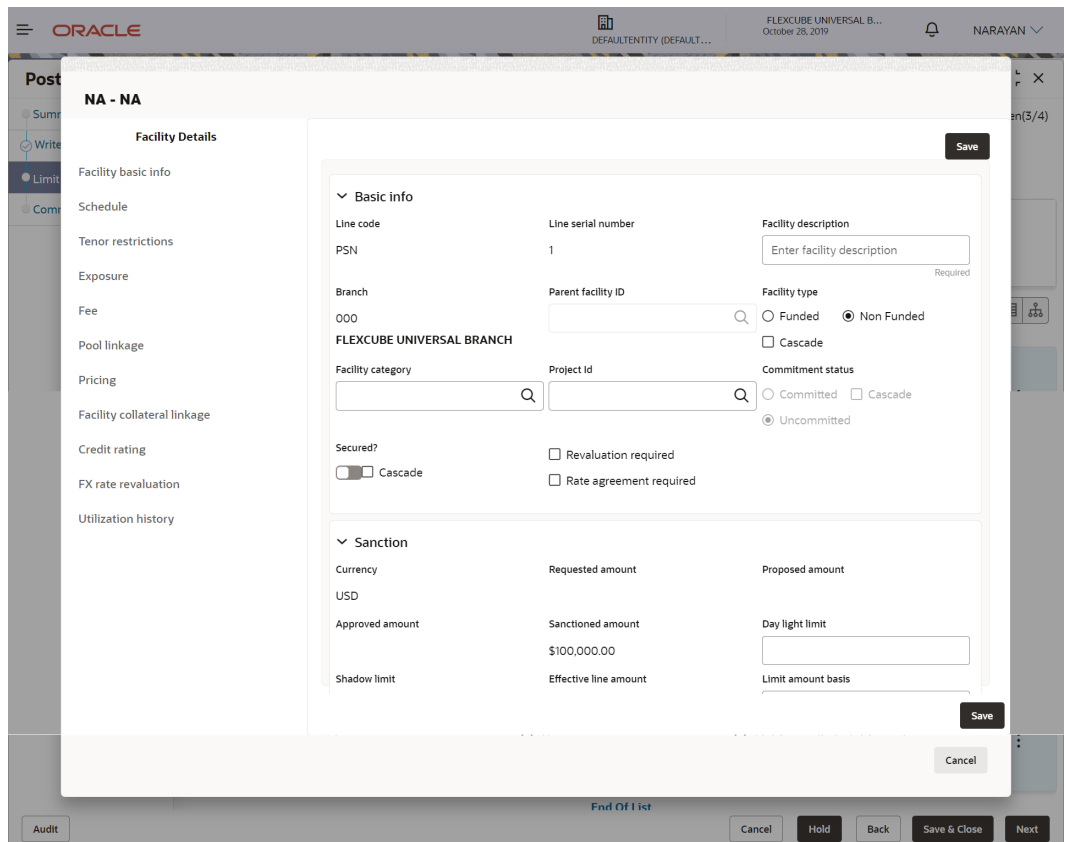 ORACLE
DEFAULTENTITY (DEFAULT...
FLEXCUBE UNIVERSAL B...
October 28, 2019
NARAYAN
Post
Summ
Write
Limit
Comm
en(3/4)
NA - NA
Facility Details
Facility basic info
Schedule
Tenor restrictions
Exposure
Fee
Pool linkage
Pricing
Facility collateral linkage
Credit rating
FX rate revaluation
Utilization history
Save
Basic info
Line code
Line serial number
Facility description
PSN
1
Enter facility description
Required
Branch
Parent facility ID
Facility type
000
Funded
Non Funded
FLEXCUBE UNIVERSAL BRANCH
Cascade
Facility category
Project Id
Commitment status
Committed
Cascade
Uncommitted
Secured?
Cascade
Revaluation required
Rate agreement required
Sanction
Currency
Requested amount
Proposed amount
USD
Approved amount
Sanctioned amount
Day light limit
$100,000.00
Shadow limit
Effective line amount
Limit amount basis
Save
Cancel
End Of List
Audit
Cancel
Hold
Back
Save & Close
Next